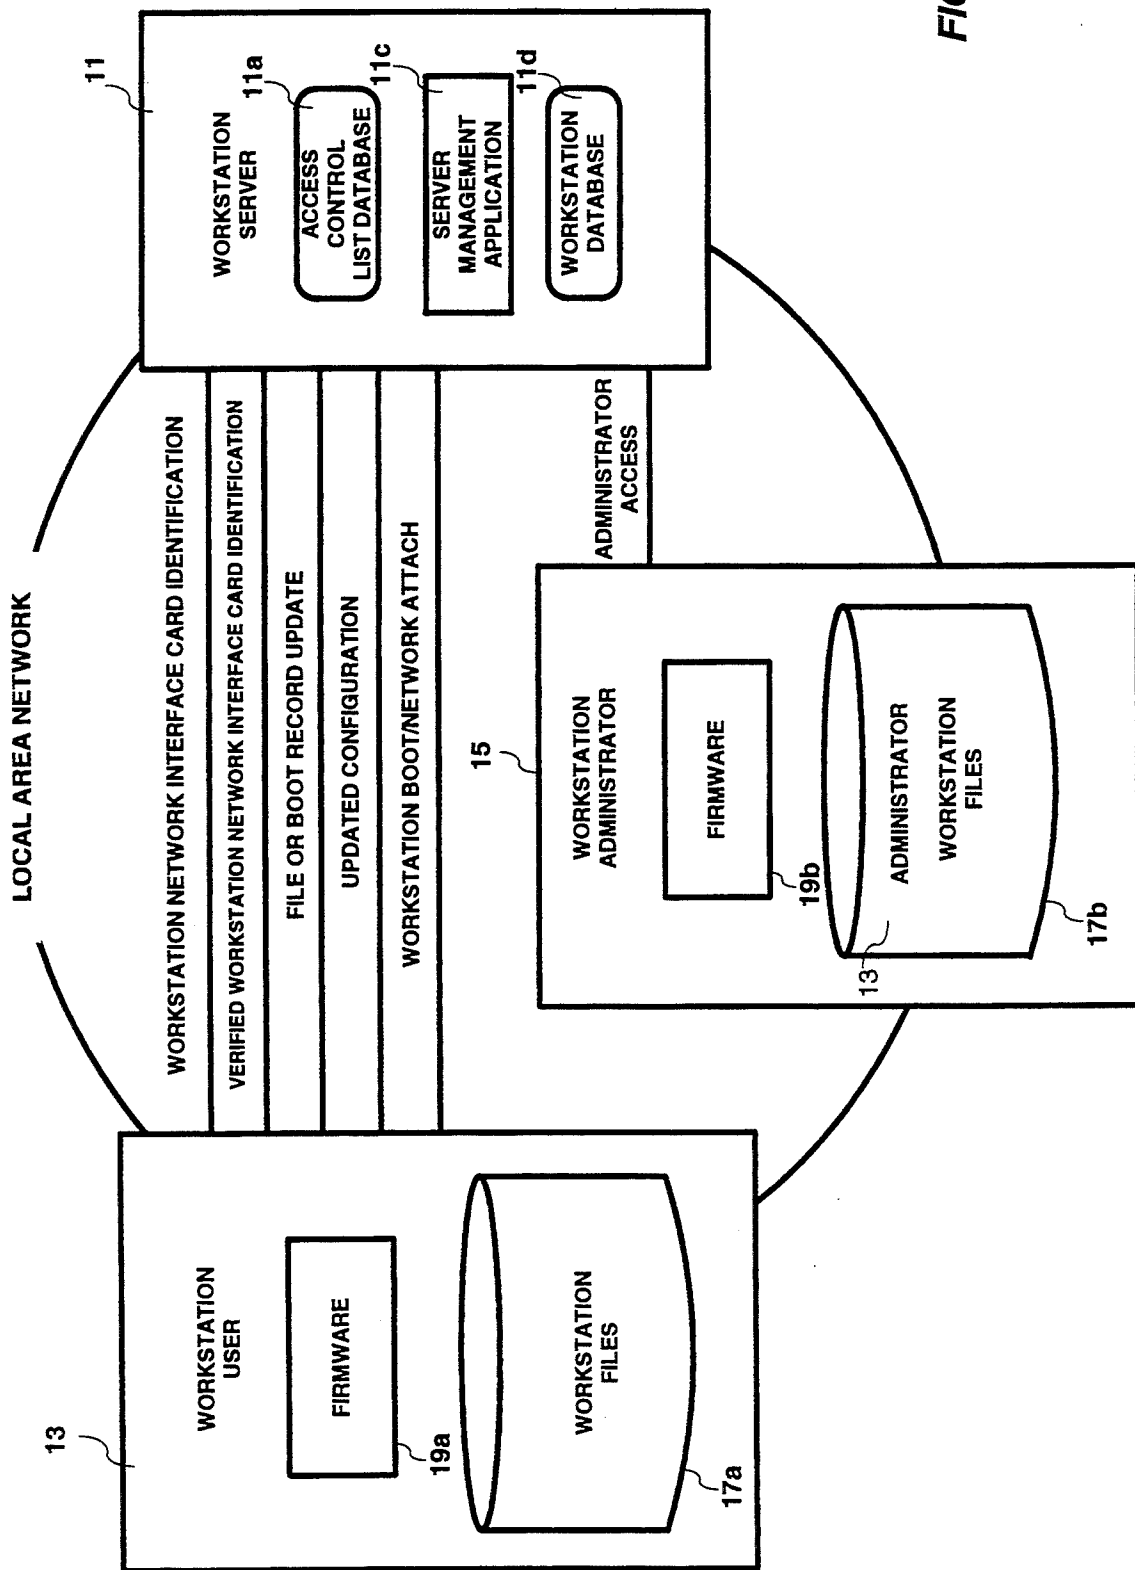 LOCAL AREA NETWORK
11
WORKSTATION
SERVER
11a
ACCESS
CONTROL
LIST DATABASE
11c
SERVER
MANAGEMENT
APPLICATION
11d
WORKSTATION
DATABASE
WORKSTATION NETWORK INTERFACE CARD IDENTIFICATION
VERIFIED WORKSTATION NETWORK INTERFACE CARD IDENTIFICATION
FILE OR BOOT RECORD UPDATE
UPDATED CONFIGURATION
WORKSTATION BOOT/NETWORK ATTACH
ADMINISTRATOR
ACCESS
13
WORKSTATION
USER
FIRMWARE
19a
WORKSTATION
FILES
17a
15
WORKSTATION
ADMINISTRATOR
FIRMWARE
19b
13
ADMINISTRATOR
WORKSTATION
FILES
17b